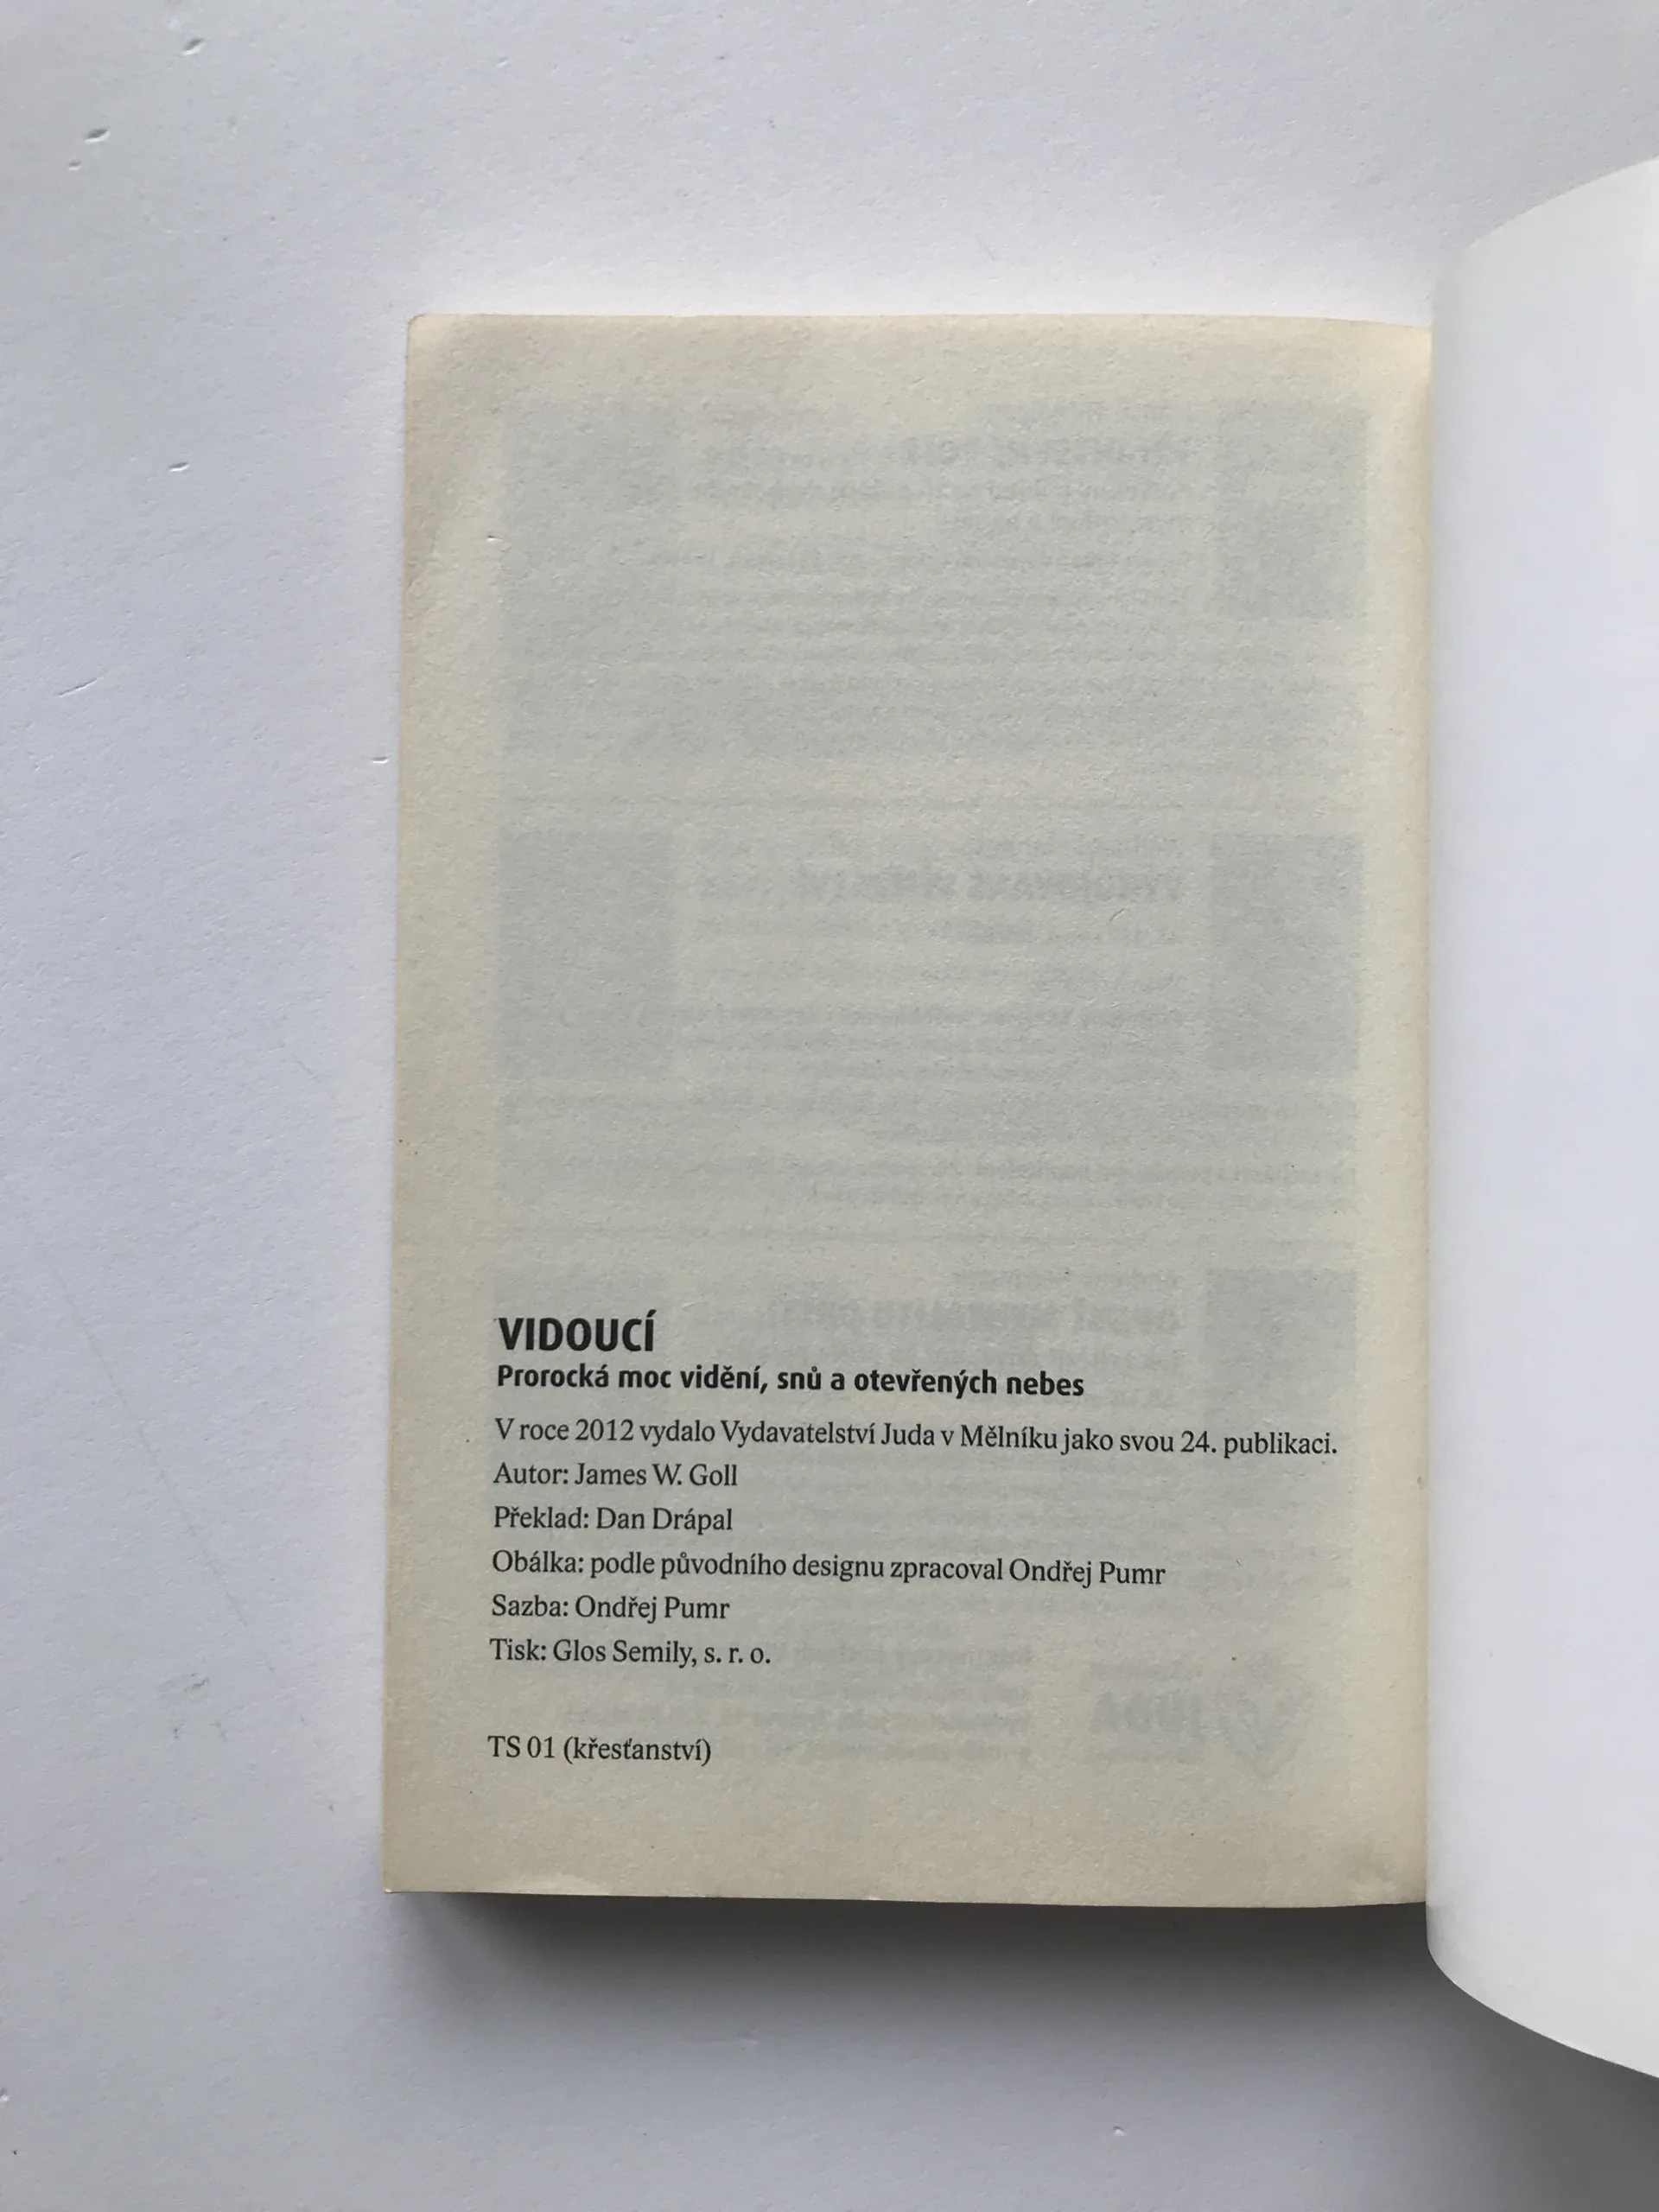 VIDOUCÍ
Prorocká moc vidění, snů a otevřených nebes
V roce 2012 vydalo Vydavatelství Juda v Mělníku jako svou 24. publikaci.
Autor: James W. Goll
Překlad: Dan Drápal
Obálka: podle původního designu zpracoval Ondřej Pumr
Sazba: Ondřej Pumr
Tisk: Glos Semily, s. r. o.
TS 01 (křesťanství)